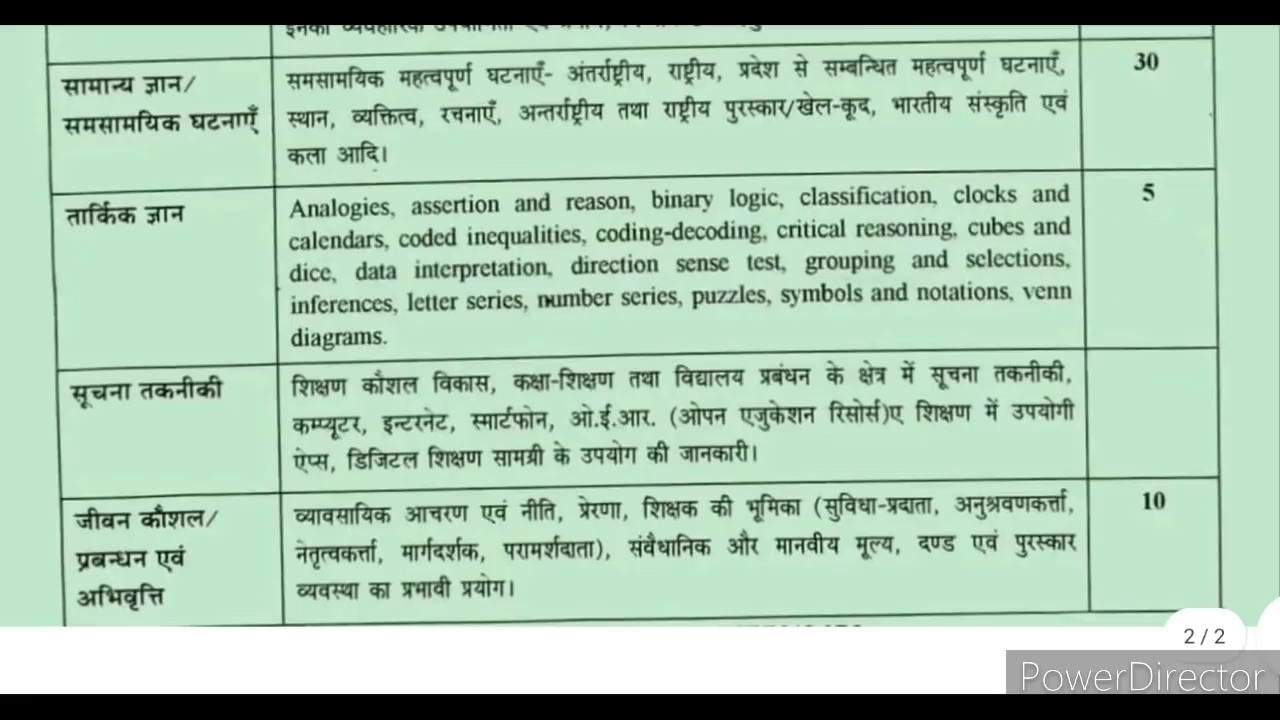 इनकी व्यवहारिक उपयोगिता एवं
सामान्य ज्ञान/
समसामयिक घटनाएँ
समसामयिक महत्वपूर्ण घटनाएँ- अंतर्राष्ट्रीय, राष्ट्रीय, प्रदेश से सम्बन्धित महत्वपूर्ण घटनाएँ,
स्थान, व्यक्तित्व, रचनाएँ, अन्तर्राष्ट्रीय तथा राष्ट्रीय पुरस्कार/खेल-कूद, भारतीय संस्कृति एवं
कला आदि।
30
तार्किक ज्ञान
Analogies, assertion and reason, binary logic, classification, clocks and
calendars, coded inequalities, coding-decoding, critical reasoning, cubes and
dice, data interpretation, direction sense test, grouping and selections,
inferences, letter series, number series, puzzles, symbols and notations, venn
diagrams.
5
सूचना तकनीकी
शिक्षण कौशल विकास, कक्षा-शिक्षण तथा विद्यालय प्रबंधन के क्षेत्र में सूचना तकनीकी,
कम्प्यूटर, इन्टरनेट, स्मार्टफोन, ओ.ई.आर. (ओपन एजुकेशन रिसोर्स)ए शिक्षण में उपयोगी
ऐप्स, डिजिटल शिक्षण सामग्री के उपयोग की जानकारी।
जीवन कौशल/
प्रबन्धन एवं
अभिवृत्ति
व्यावसायिक आचरण एवं नीति, प्रेरणा, शिक्षक की भूमिका (सुविधा-प्रदाता, अनुश्रवणकर्त्ता,
नेतृत्वकर्त्ता, मार्गदर्शक, परामर्शदाता), संवैधानिक और मानवीय मूल्य, दण्ड एवं पुरस्कार
व्यवस्था का प्रभावी प्रयोग।
10
2 / 2
PowerDirector